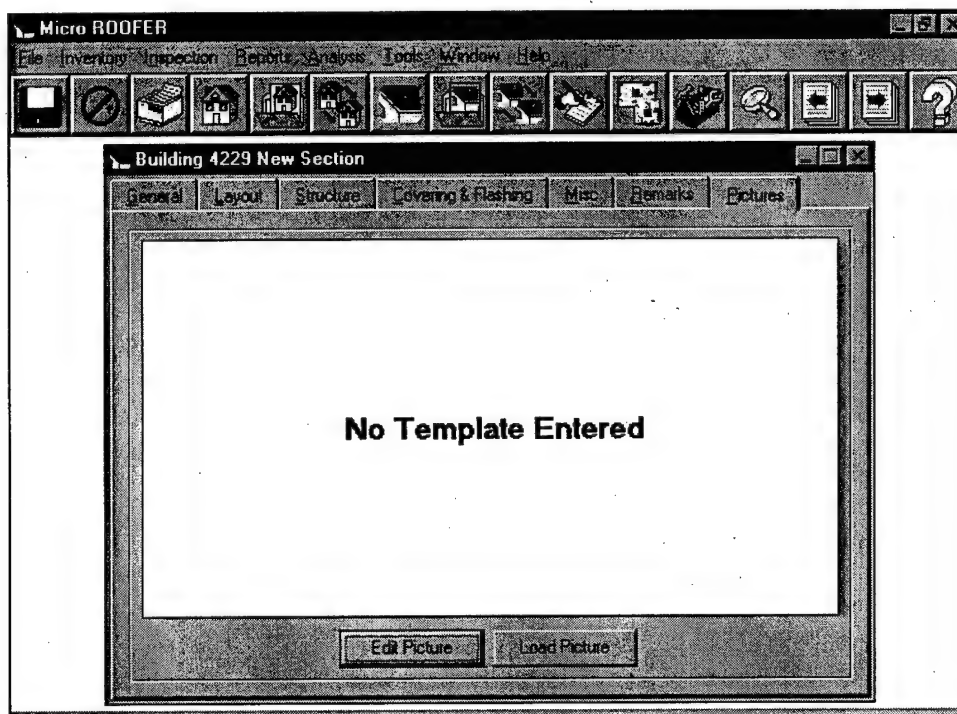 Micro ROOFER
File Inventory Inspection Reports Analysis Tools Window Help
Building 4229 New Section
General Layout Structure Covering & Flashing Misc Remarks Pictures
No Template Entered
Edit Picture Load Picture